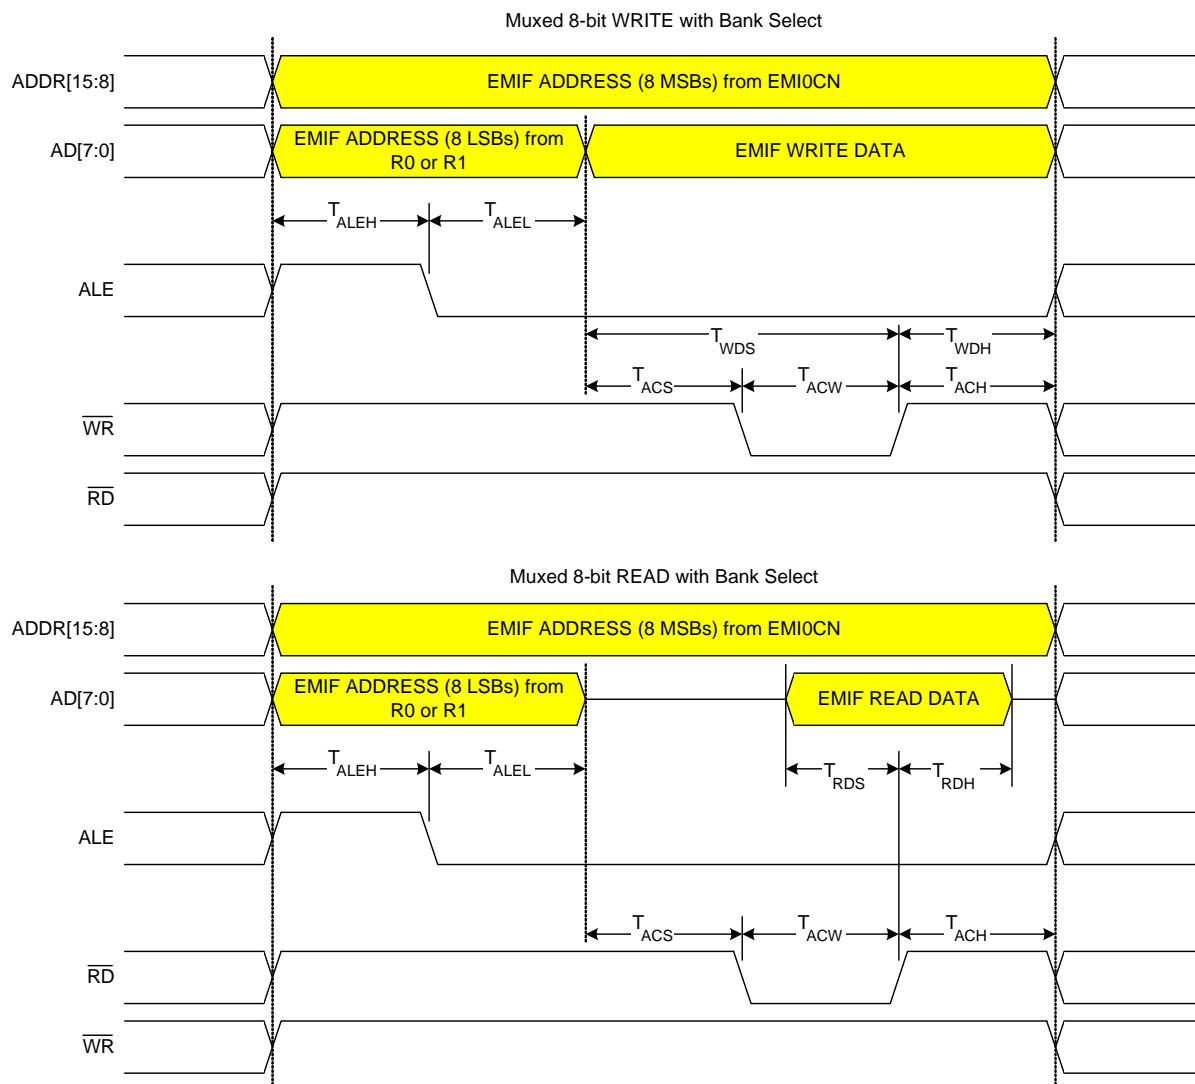 Muxed 8-bit WRITE with Bank Select
ADDR[15:8]
EMIF ADDRESS (8 MSBs) from EMI0CN
AD[7:0]
EMIF ADDRESS (8 LSBs) from
R0 or R1
EMIF WRITE DATA
TALEH
TALEL
ALE
TWDS
TWDH
TACS
TACW
TACH
WR
RD
Muxed 8-bit READ with Bank Select
ADDR[15:8]
EMIF ADDRESS (8 MSBs) from EMI0CN
AD[7:0]
EMIF ADDRESS (8 LSBs) from
R0 or R1
EMIF READ DATA
TALEH
TALEL
TRDS
TRDH
ALE
TACS
TACW
TACH
RD
WR